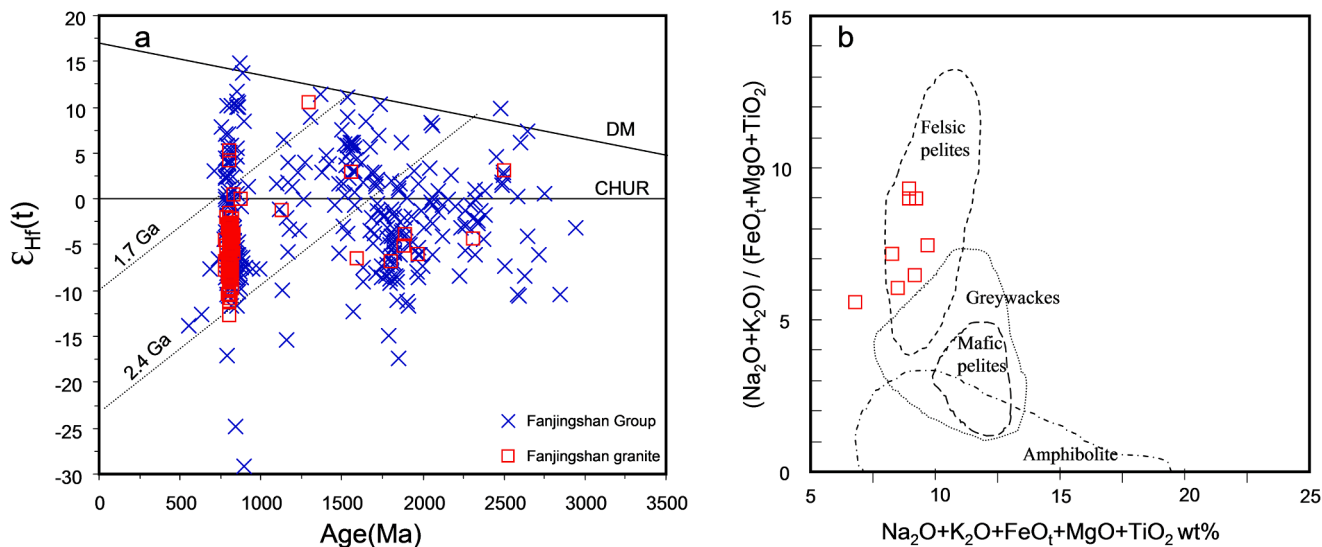 a
20
15
10
5
0
-5
-10
-15
-20
-25
-30
0
500
1000
1500
2000
2500
3000
3500
εHf(t)
Age(Ma)
DM
CHUR
1.7 Ga
2.4 Ga
Fanjingshan Group
Fanjingshan granite
b
15
10
5
0
5
10
15
20
25
(Na₂O+K₂O) / (FeOₜ+MgO+TiO₂)
Na₂O+K₂O+FeOₜ+MgO+TiO₂ wt%
Felsic
pelites
Greywackes
Mafic
pelites
Amphibolite